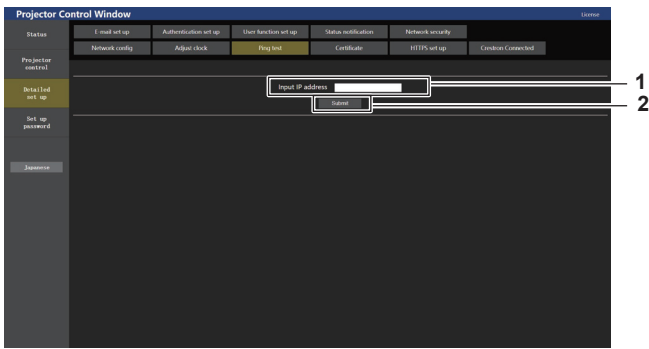 Projector Control Window
License
Status
E-mail set up
Authentication set up
User function set up
Status notification
Network security
Network config
Adjust clock
Ping test
Certificate
HTTPS set up
Crestron Connected
Projector
control
Detailed
set up
Set up
password
Japanese
Input IP address
1
Submit
2